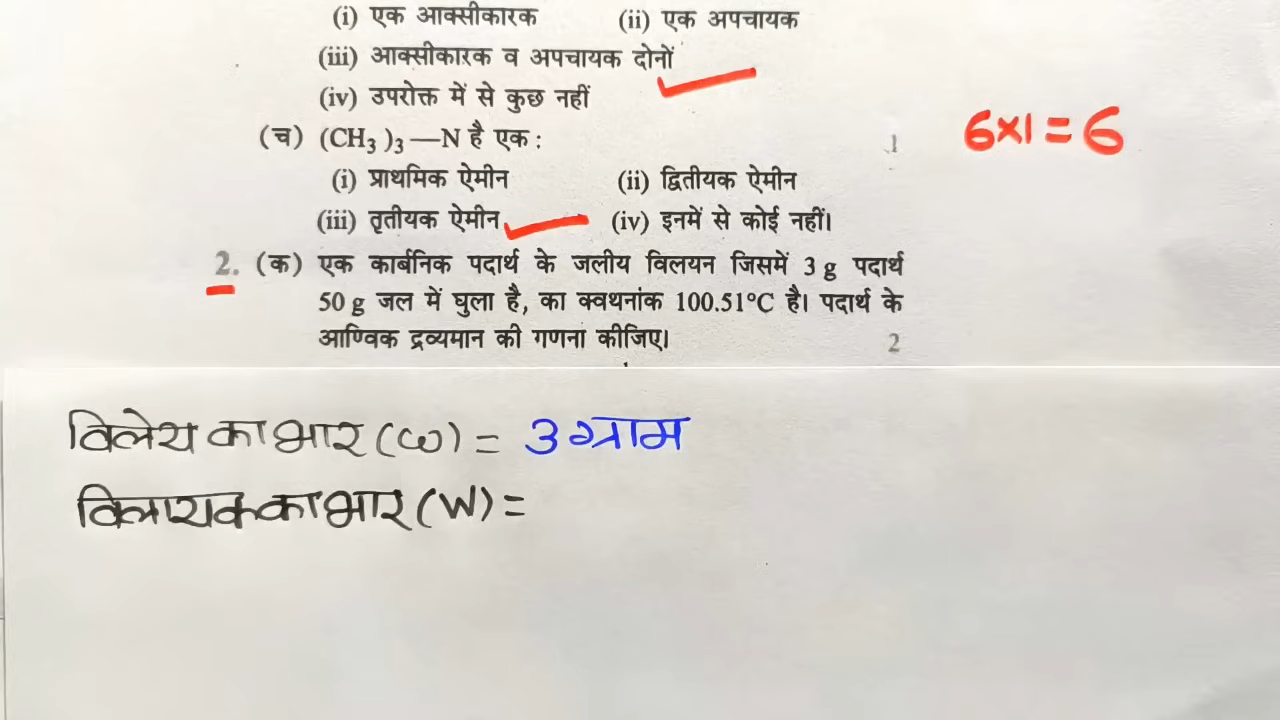 (i) एक आक्सीकारक (ii) एक अपचायक
(iii) आक्सीकारक व अपचायक दोनों
(iv) उपरोक्त में से कुछ नहीं
(च) (CH₃)₃—N है एक : 1
6×1=6
(i) प्राथमिक ऐमीन (ii) द्वितीयक ऐमीन
(iii) तृतीयक ऐमीन (iv) इनमें से कोई नहीं।
2. (क) एक कार्बनिक पदार्थ के जलीय विलयन जिसमें 3 g पदार्थ
50 g जल में घुला है, का क्वथनांक 100.51°C है। पदार्थ के
आण्विक द्रव्यमान की गणना कीजिए। 2
विलेय का भार (w) = 3 ग्राम
विलायक का भार (W) =